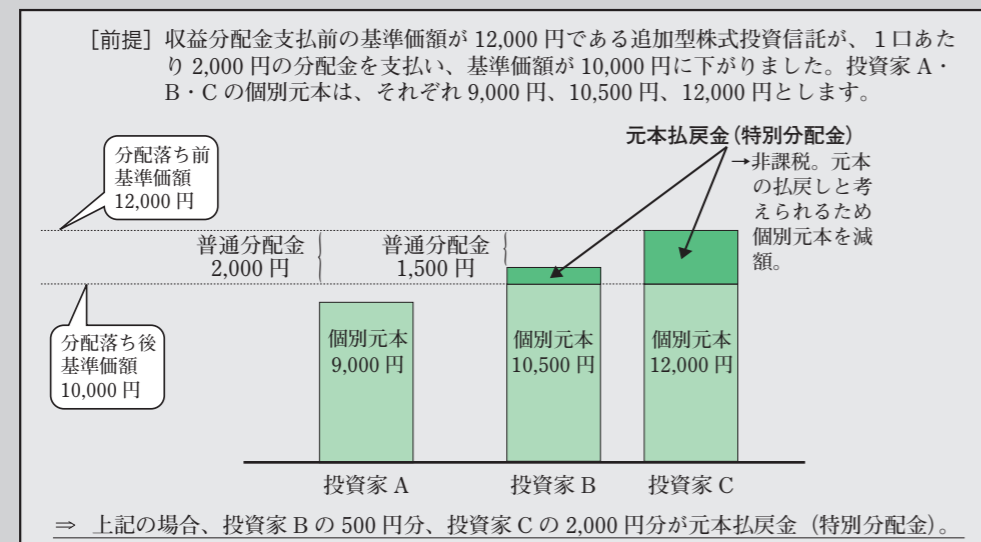 ［前提］収益分配金支払前の基準価額が 12,000 円である追加型株式投資信託が、１口あた
り 2,000 円の分配金を支払い、基準価額が 10,000 円に下がりました。投資家 A・
B・C の個別元本は、それぞれ 9,000 円、10,500 円、12,000 円とします。
元本払戻金（特別分配金）
→非課税。元本
の払戻しと考
えられるため
個別元本を減
額。
分配落ち前
基準価額
12,000 円
普通分配金
2,000 円
普通分配金
1,500 円
分配落ち後
基準価額
10,000 円
個別元本
9,000 円
個別元本
10,500 円
個別元本
12,000 円
投資家 A
投資家 B
投資家 C
⇒ 上記の場合、投資家 B の 500 円分、投資家 C の 2,000 円分が元本払戻金（特別分配金）。